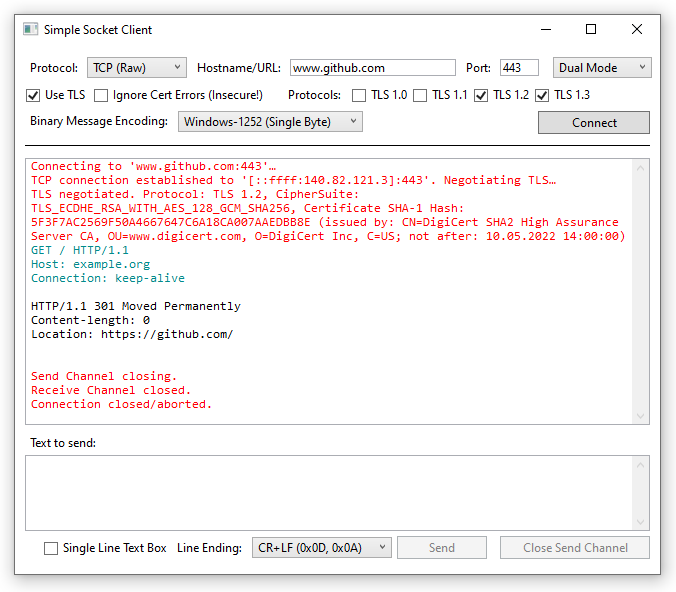 Simple Socket Client
Protocol: TCP (Raw) Hostname/URL: www.github.com Port: 443 Dual Mode
Use TLS Ignore Cert Errors (Insecure!) Protocols: TLS 1.0 TLS 1.1 TLS 1.2 TLS 1.3
Binary Message Encoding: Windows-1252 (Single Byte) Connect
Connecting to 'www.github.com:443'…
TCP connection established to '[::ffff:140.82.121.3]:443'. Negotiating TLS…
TLS negotiated. Protocol: TLS 1.2, CipherSuite:
TLS_ECDHE_RSA_WITH_AES_128_GCM_SHA256, Certificate SHA-1 Hash:
5F3F7AC2569F50A4667647C6A18CA007AAEDBB8E (issued by: CN=DigiCert SHA2 High Assurance
Server CA, OU=www.digicert.com, O=DigiCert Inc, C=US; not after: 10.05.2022 14:00:00)
GET / HTTP/1.1
Host: example.org
Connection: keep-alive
HTTP/1.1 301 Moved Permanently
Content-length: 0
Location: https://github.com/
Send Channel closing.
Receive Channel closed.
Connection closed/aborted.
Text to send:
Single Line Text Box Line Ending: CR+LF (0x0D, 0x0A) Send Close Send Channel